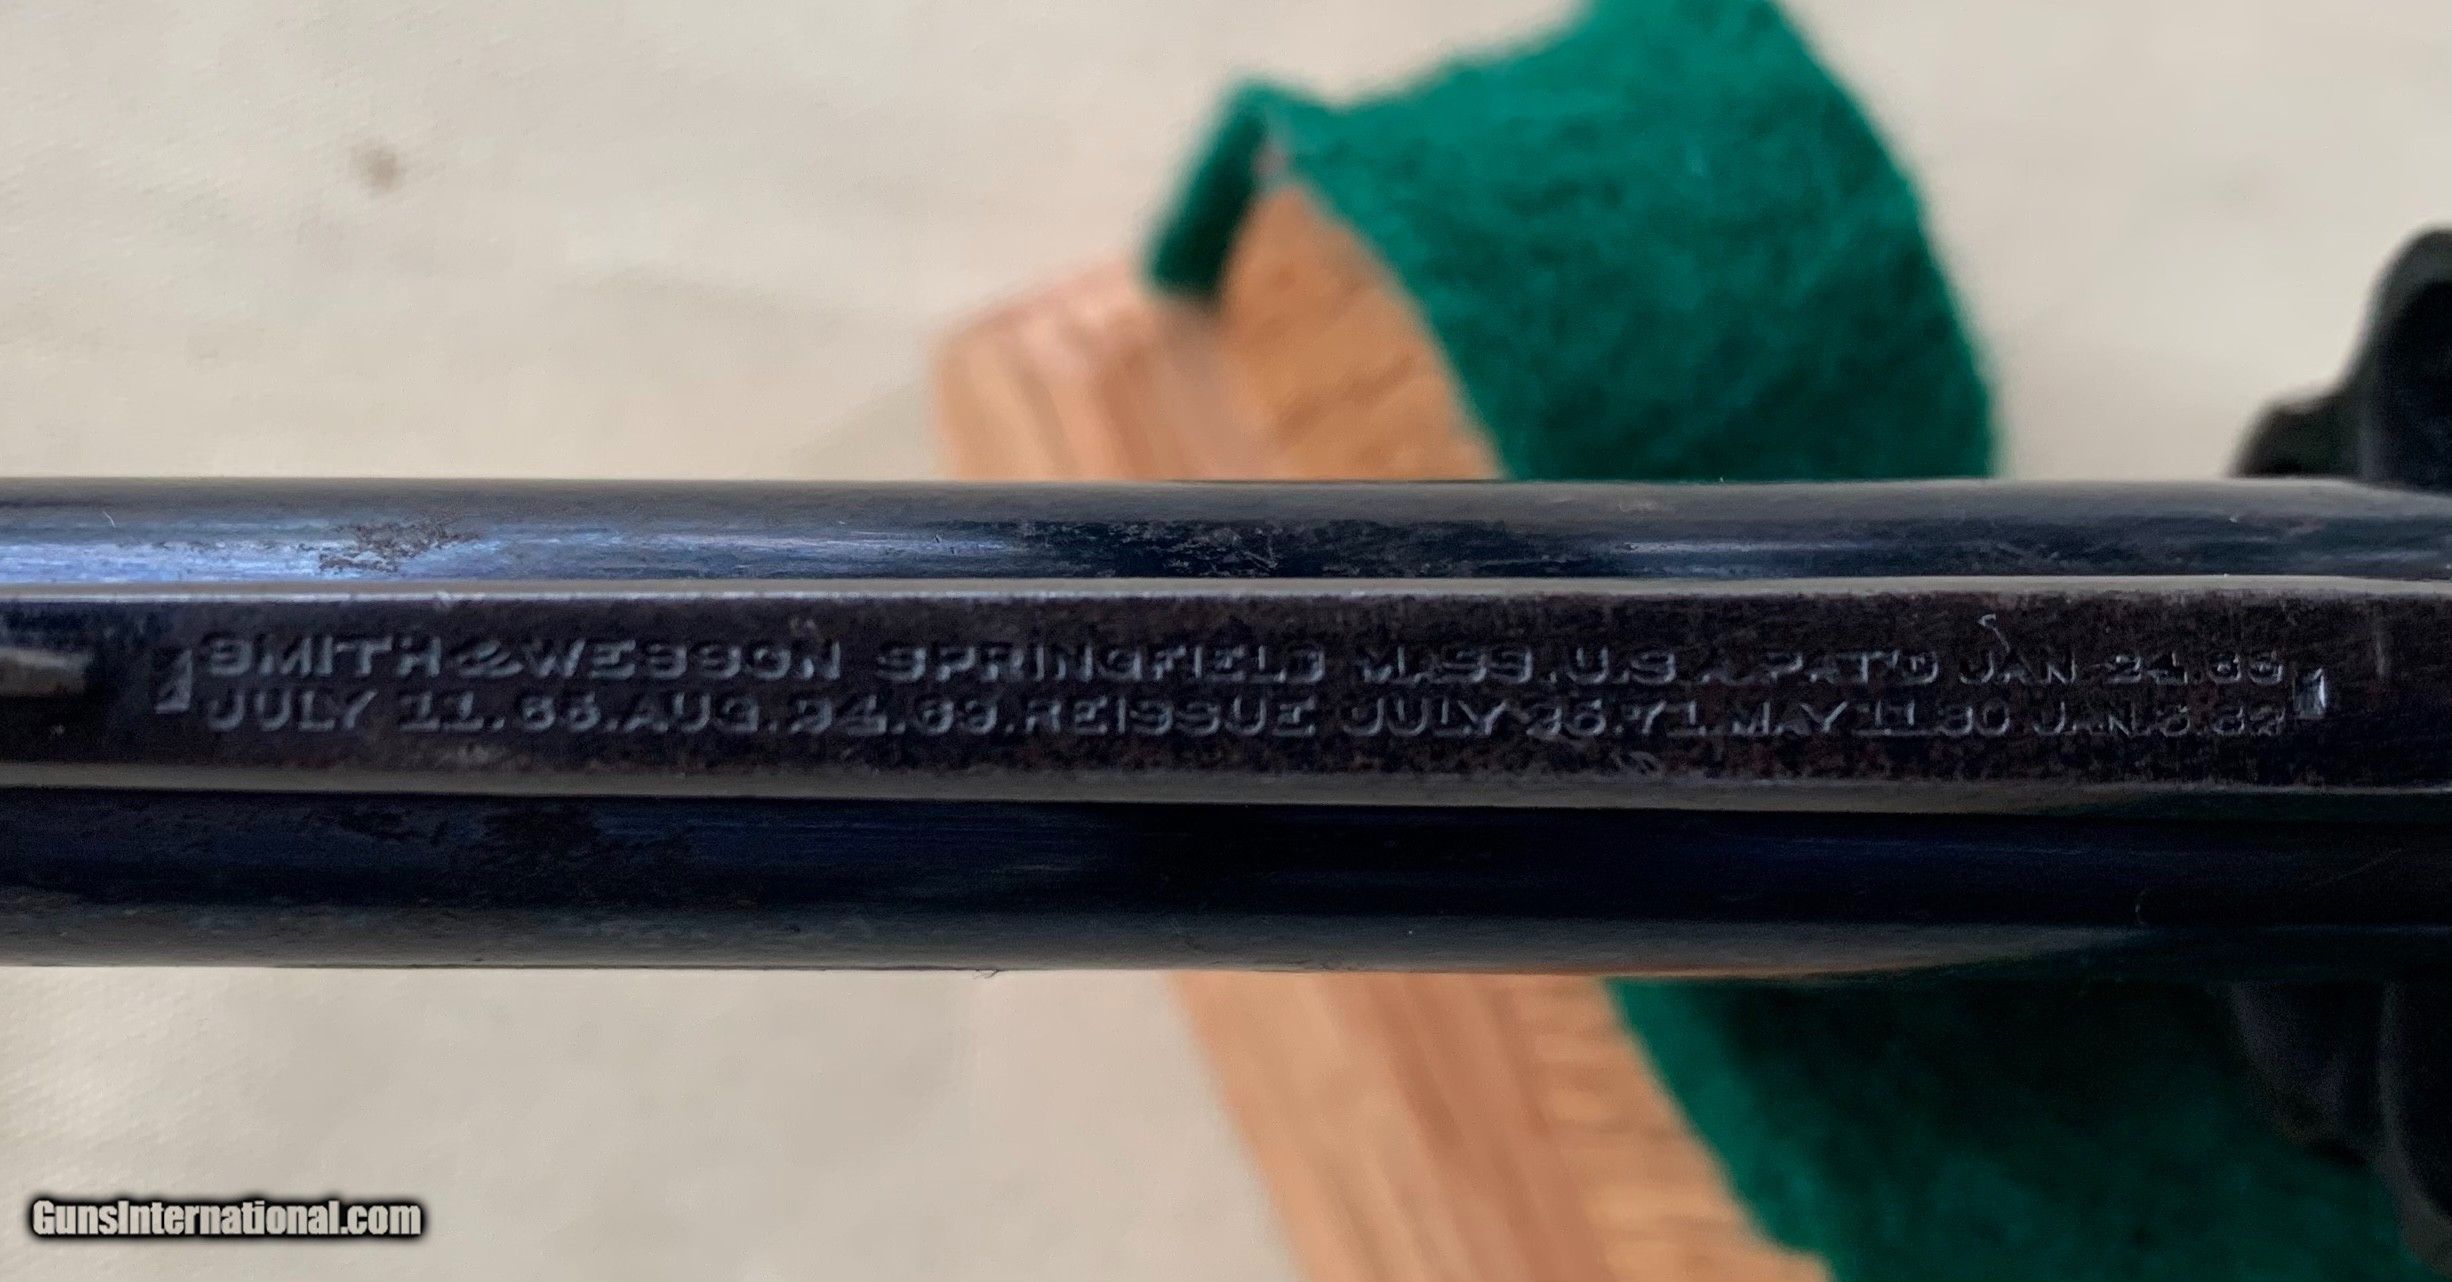 SMITH & WESSON SPRINGFIELD MASS.U.S.A.PAT'D JAN 24.65
JULY 11.65.AUG.24.69.REISSUE JULY 25.71.MAY 11.80 JAN.3.82
GunsInternational.com